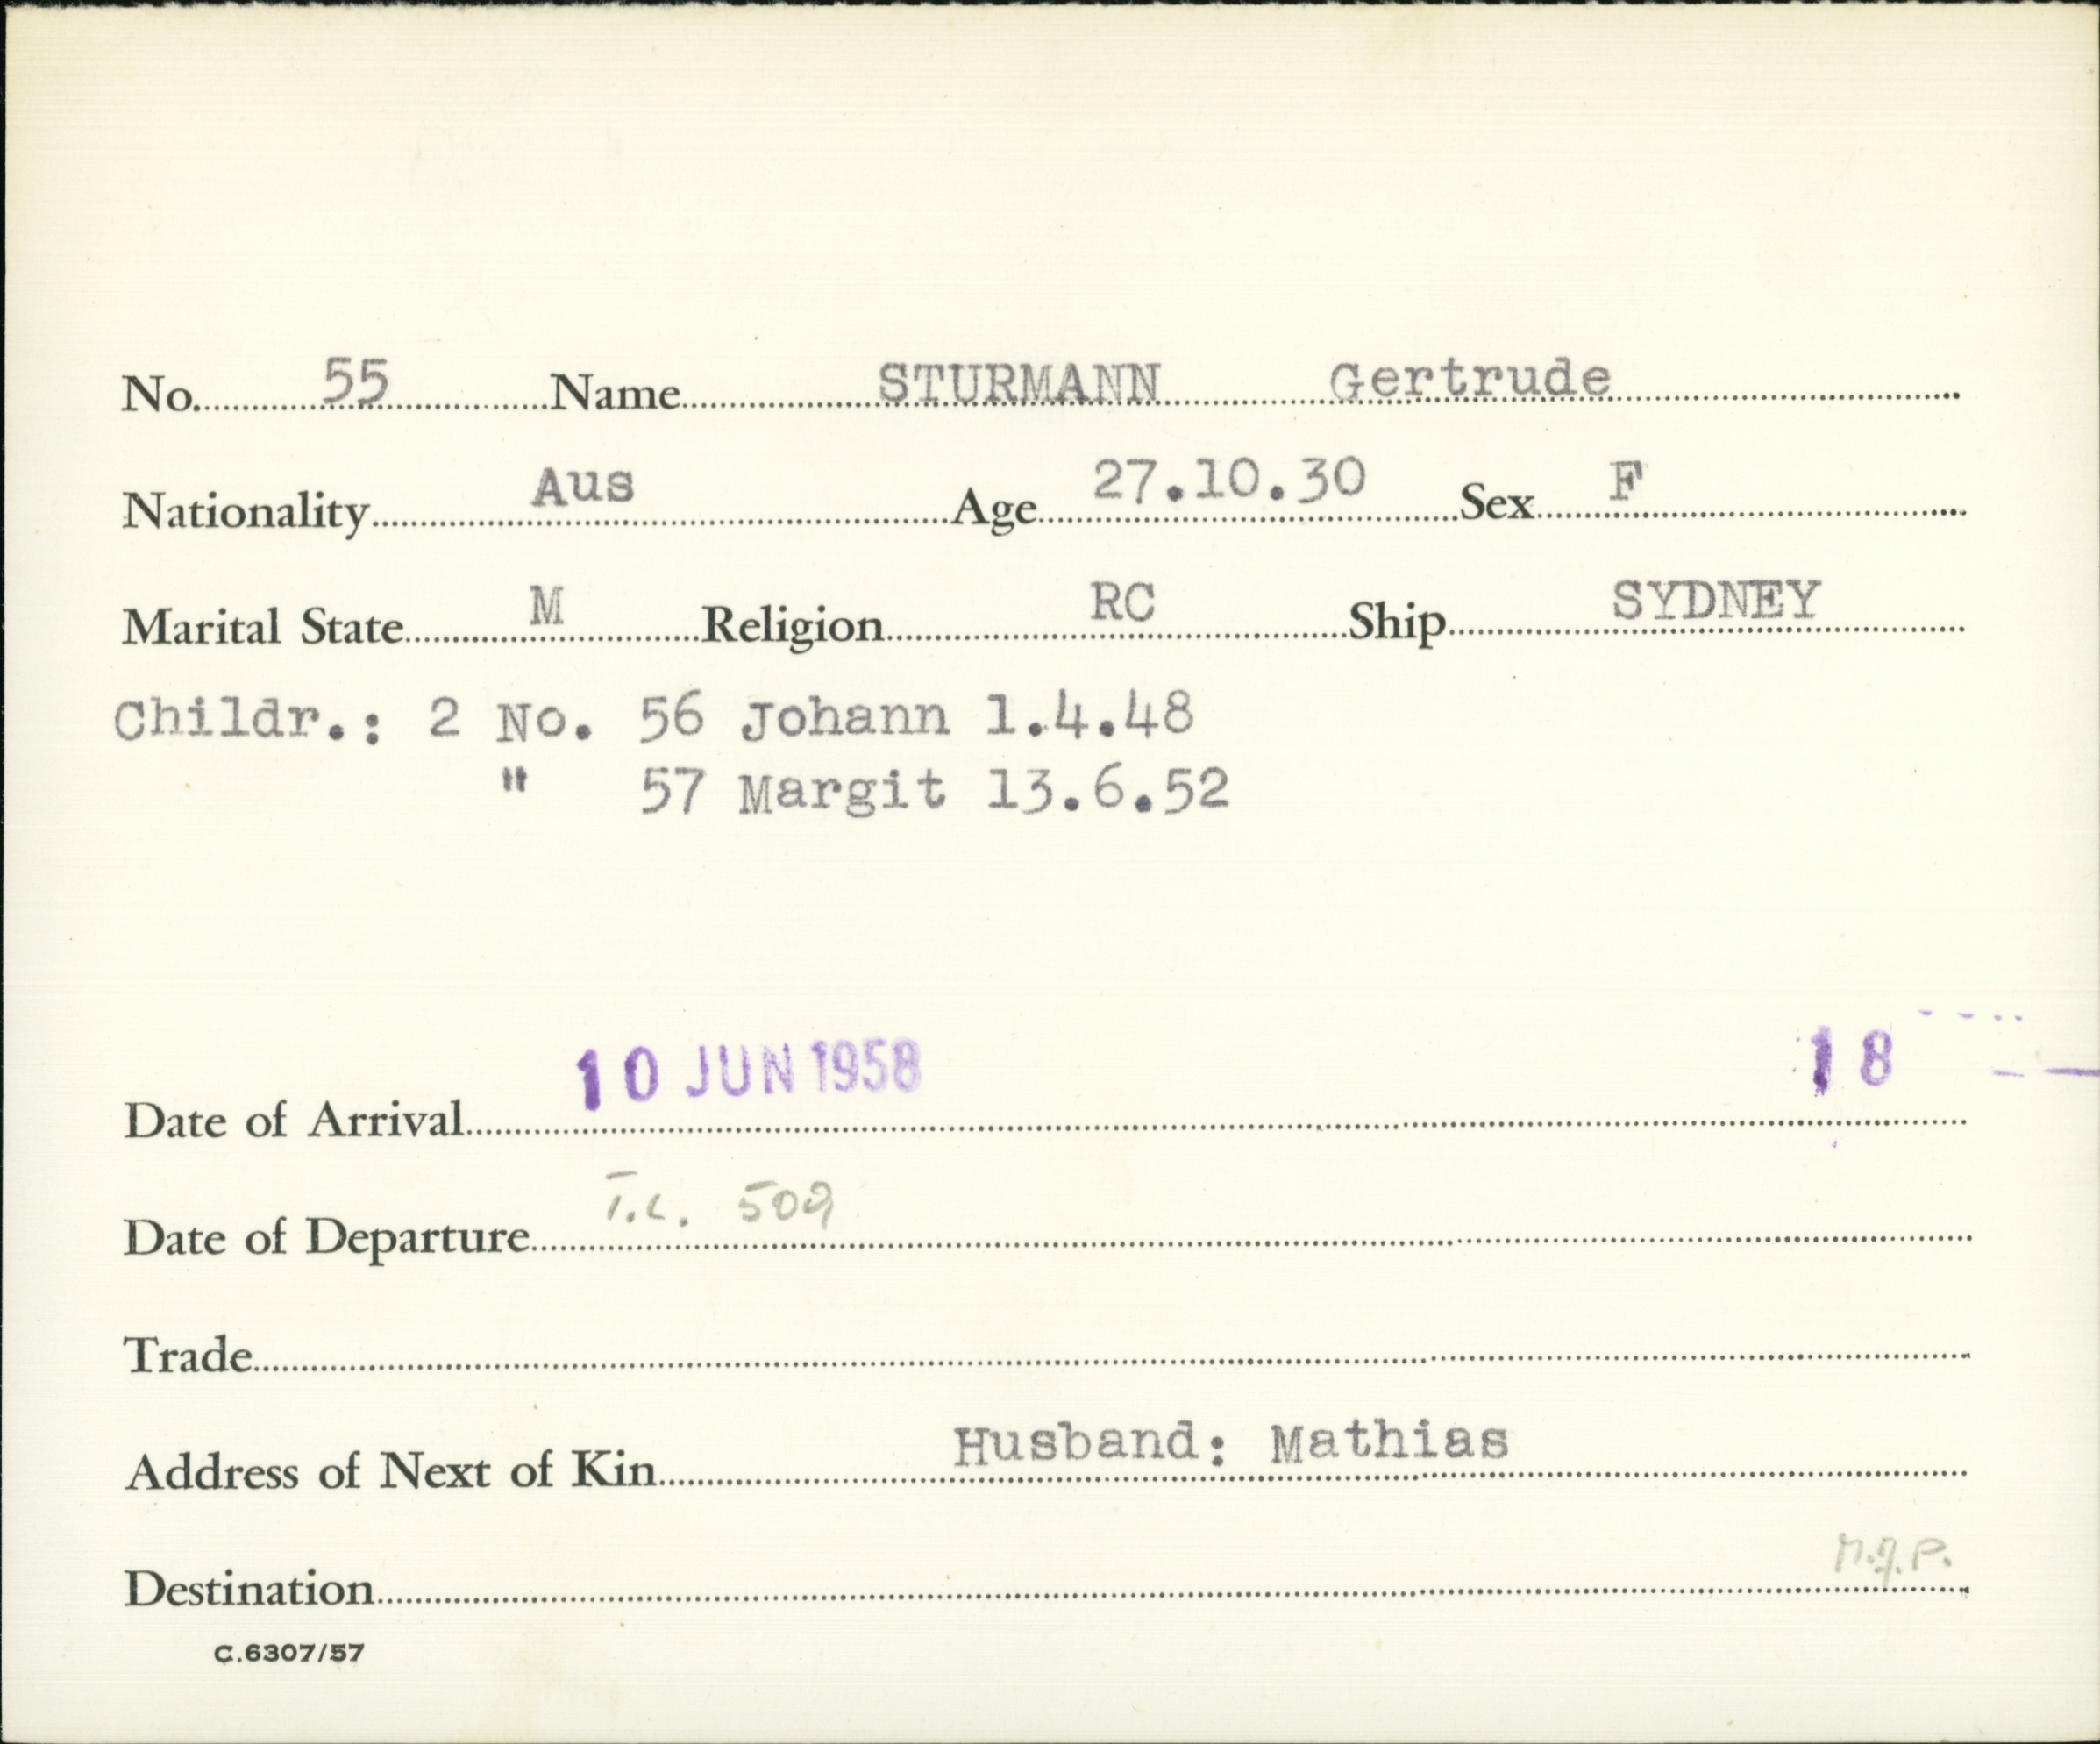 No. 55 Name STURMANN Gertrude
Nationality Aus Age 27.10.30 Sex F
Marital State M Religion RC Ship SYDNEY
Childr.: 2 No. 56 Johann 1.4.48
" 57 Margit 13.6.52
Date of Arrival 10 JUN 1958 18
Date of Departure T.C. 509
Trade
Address of Next of Kin Husband: Mathias
Destination
C.6307/57